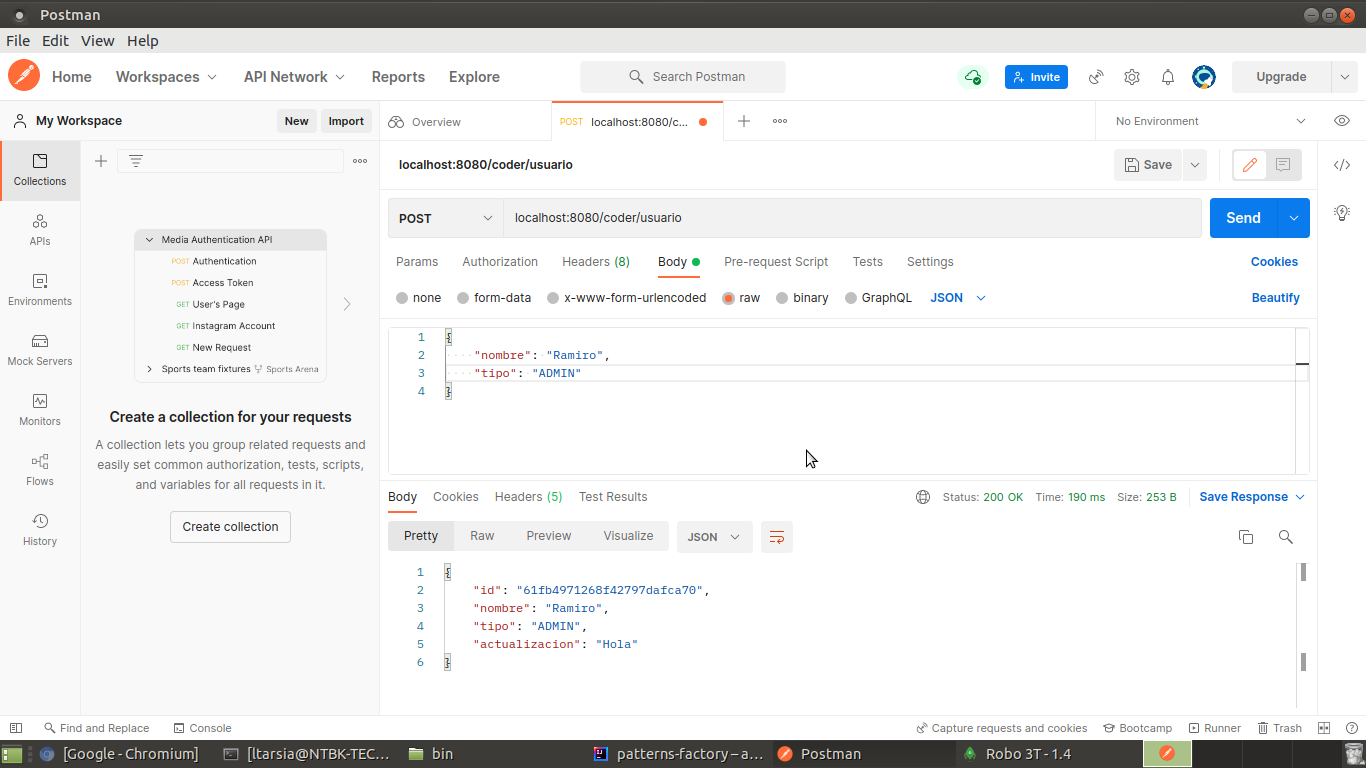 Postman
File Edit View Help
Home Workspaces API Network Reports Explore Search Postman Invite Upgrade
My Workspace New Import Overview POST localhost:8080/c... No Environment
Collections
APIs
Environments
Mock Servers
Monitors
Flows
History
Media Authentication API
POST Authentication
POST Access Token
GET User's Page
GET Instagram Account
GET New Request
Sports team fixtures Sports Arena
Create a collection for your requests
A collection lets you group related requests and
easily set common authorization, tests, scripts,
and variables for all requests in it.
Create collection
localhost:8080/coder/usuario Save
POST localhost:8080/coder/usuario Send
Params Authorization Headers (8) Body Pre-request Script Tests Settings Cookies
none form-data x-www-form-urlencoded raw binary GraphQL JSON Beautify
1 {
2 "nombre": "Ramiro",
3 "tipo": "ADMIN"
4 }
Body Cookies Headers (5) Test Results Status: 200 OK Time: 190 ms Size: 253 B Save Response
Pretty Raw Preview Visualize JSON
1 {
2 "id": "61fb4971268f42797dafca70",
3 "nombre": "Ramiro",
4 "tipo": "ADMIN",
5 "actualizacion": "Hola"
6 }
Find and Replace Console Capture requests and cookies Bootcamp Runner Trash
[Google - Chromium] [ltarsia@NTBK-TEC... bin patterns-factory – a... Postman Robo 3T - 1.4